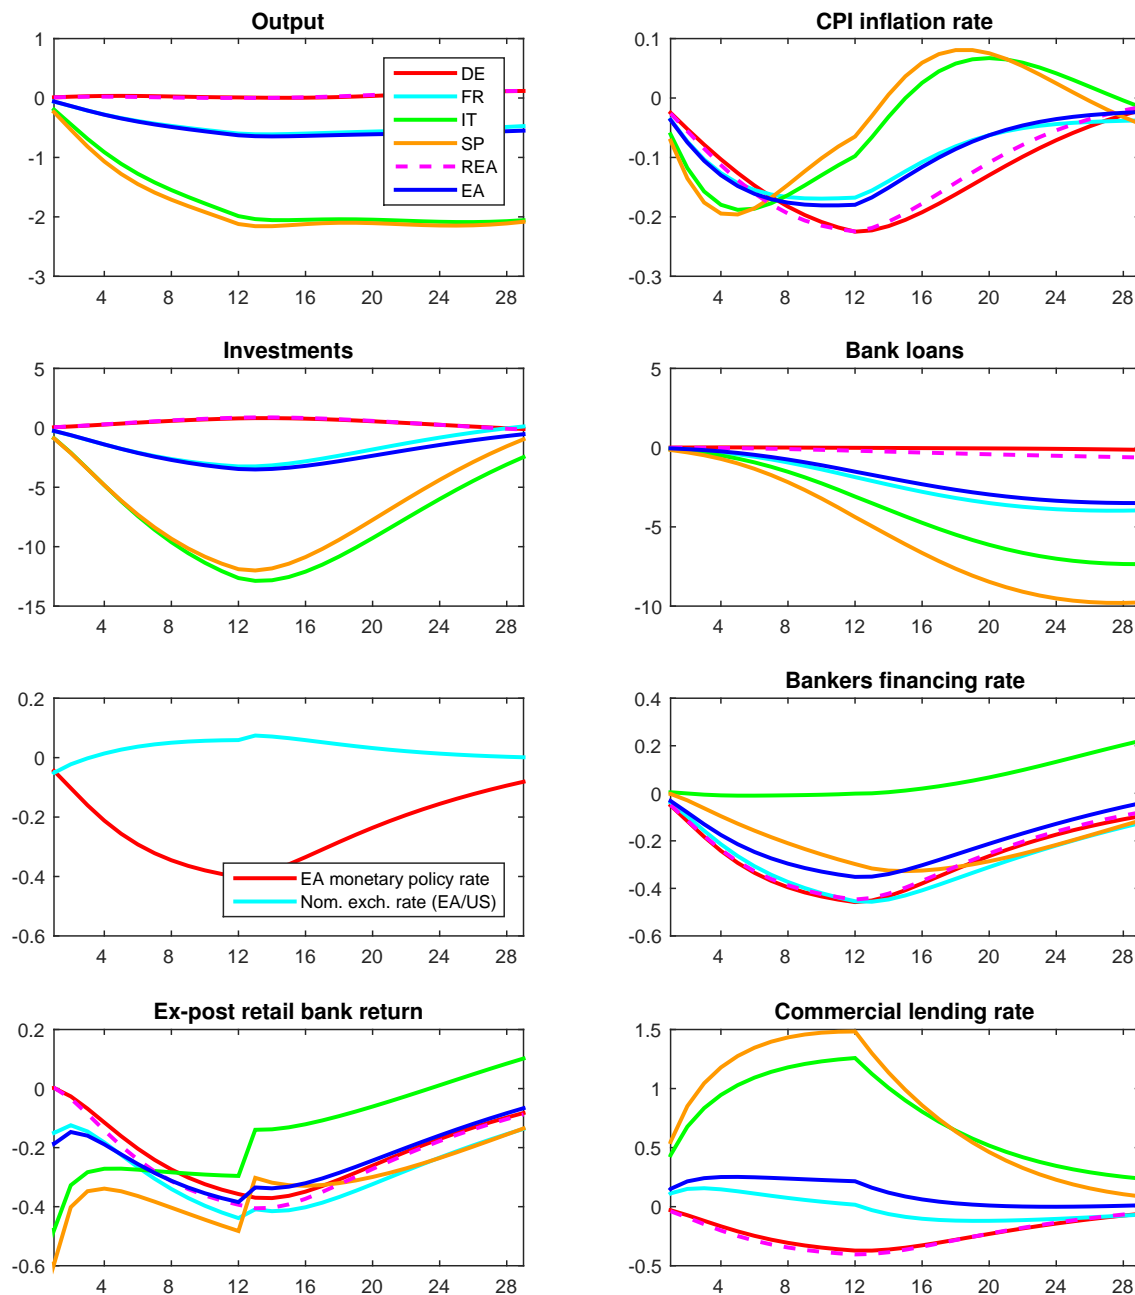 Output
1
0
-1
-2
-3
4 8 12 16 20 24 28
DE
FR
IT
SP
REA
EA
CPI inflation rate
0.1
0
-0.1
-0.2
-0.3
4 8 12 16 20 24 28
Investments
5
0
-5
-10
-15
4 8 12 16 20 24 28
Bank loans
5
0
-5
-10
4 8 12 16 20 24 28
0.2
0
-0.2
-0.4
-0.6
4 8 12 16 20 24 28
EA monetary policy rate
Nom. exch. rate (EA/US)
Bankers financing rate
0.4
0.2
0
-0.2
-0.4
-0.6
4 8 12 16 20 24 28
Ex-post retail bank return
0.2
0
-0.2
-0.4
-0.6
4 8 12 16 20 24 28
Commercial lending rate
1.5
1
0.5
0
-0.5
4 8 12 16 20 24 28